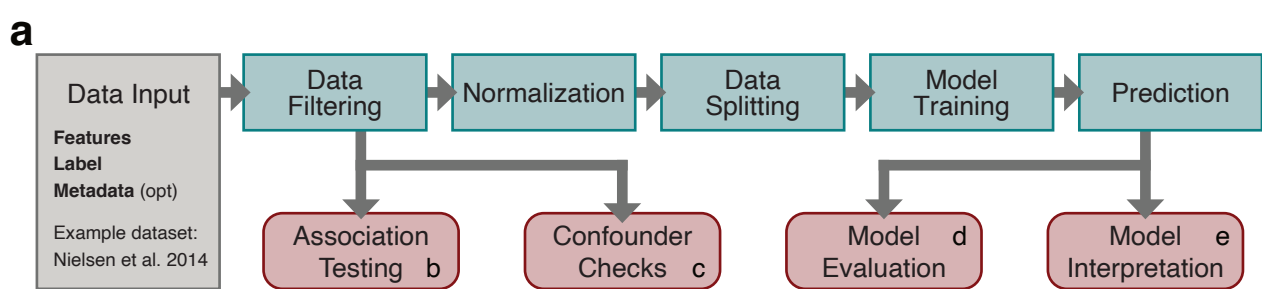 a
Data Input
Features
Label
Metadata (opt)
Example dataset:
Nielsen et al. 2014
Data
Filtering
Normalization
Data
Splitting
Model
Training
Prediction
Association
Testing b
Confounder
Checks c
Model d
Evaluation
Model e
Interpretation